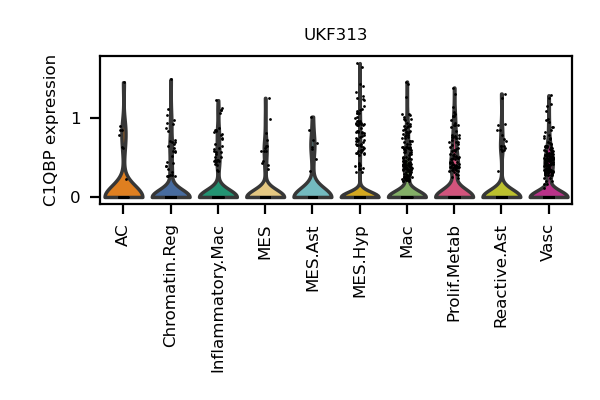 UKF313
C1QBP expression
1
0
AC
Chromatin.Reg
Inflammatory.Mac
MES
MES.Ast
MES.Hyp
Mac
Prolif.Metab
Reactive.Ast
Vasc